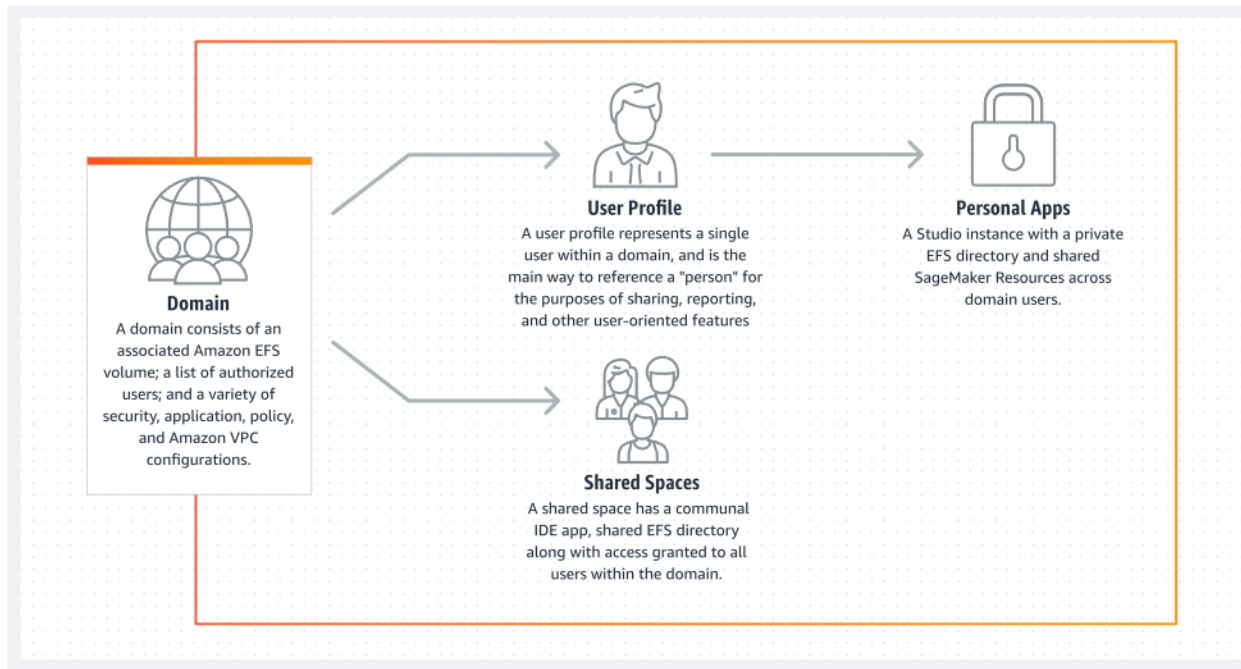 Domain
A domain consists of an
associated Amazon EFS
volume; a list of authorized
users; and a variety of
security, application, policy,
and Amazon VPC
configurations.
User Profile
A user profile represents a single
user within a domain, and is the
main way to reference a "person" for
the purposes of sharing, reporting,
and other user-oriented features
Personal Apps
A Studio instance with a private
EFS directory and shared
SageMaker Resources across
domain users.
Shared Spaces
A shared space has a communal
IDE app, shared EFS directory
along with access granted to all
users within the domain.